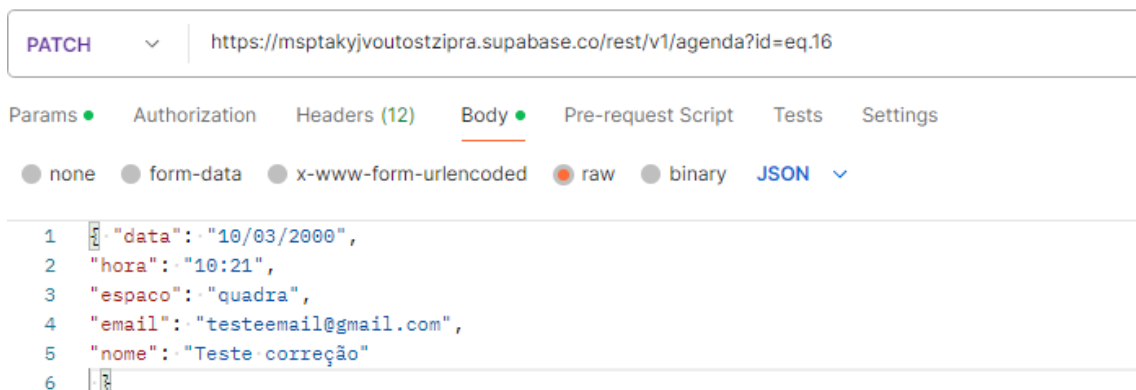 PATCH https://msptakyjvoutostzipra.supabase.co/rest/v1/agenda?id=eq.16
Params Authorization Headers (12) Body Pre-request Script Tests Settings
none form-data x-www-form-urlencoded raw binary JSON
1 { "data": "10/03/2000",
2 "hora": "10:21",
3 "espaco": "quadra",
4 "email": "testeemail@gmail.com",
5 "nome": "Teste correção"
6 }